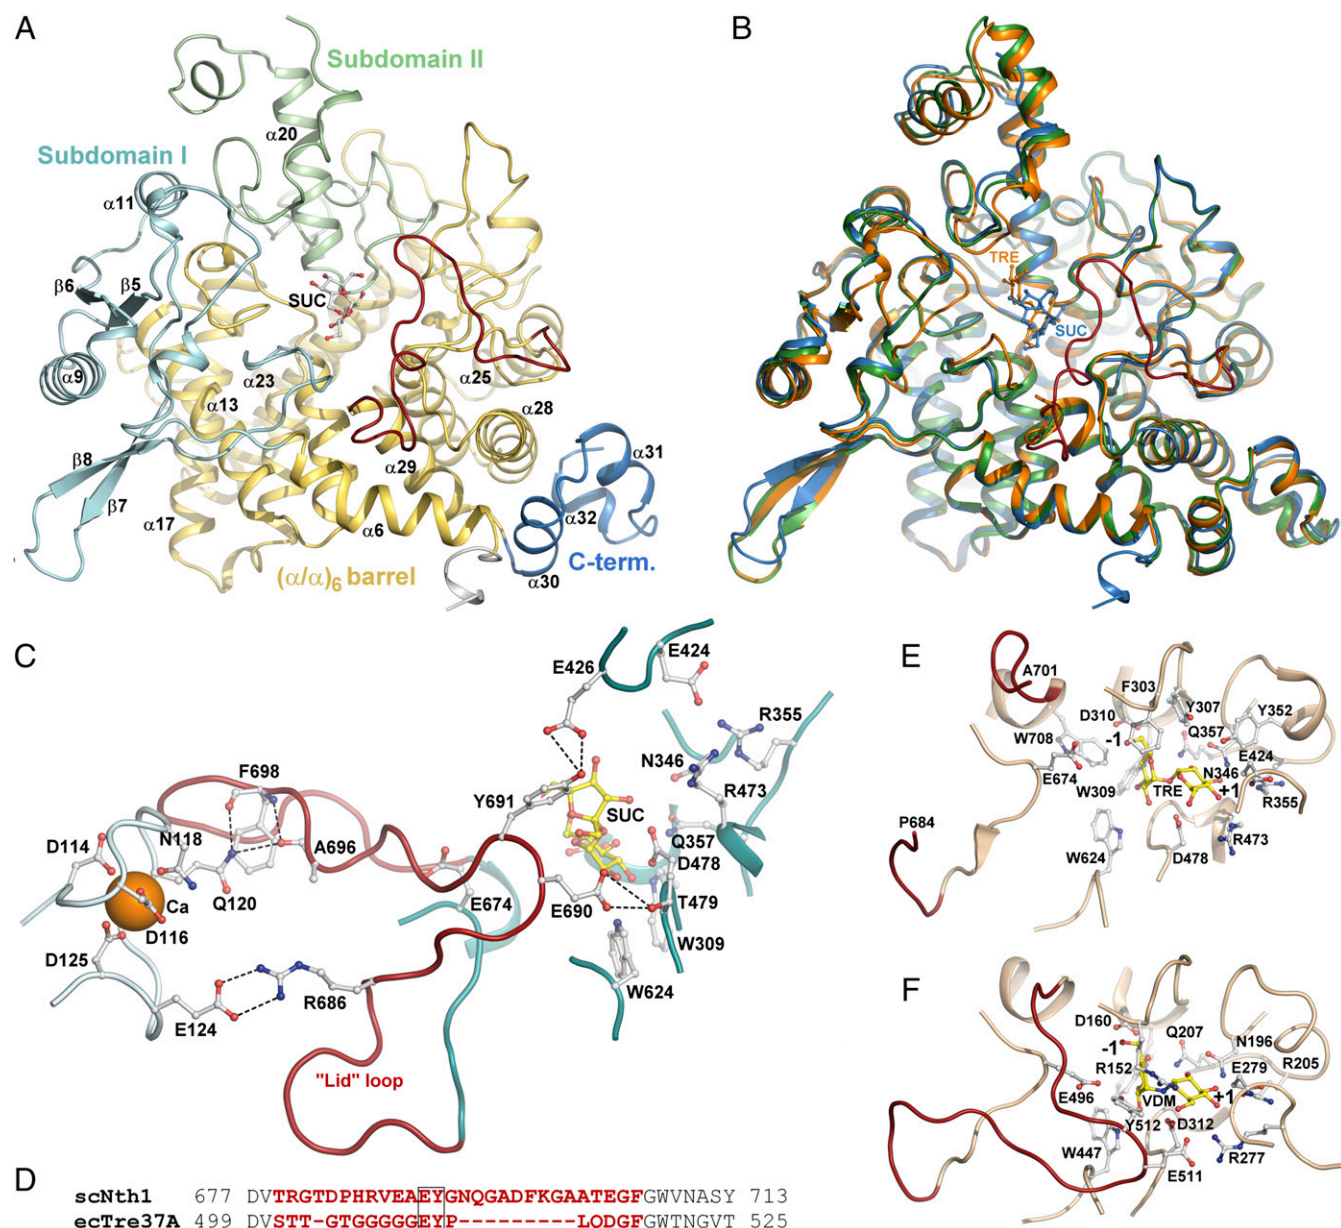 A
Subdomain II
α20
Subdomain I
α11
β6
β5
SUC
α9
α23
α13
α25
α28
β8
α29
α31
β7
α17
α6
α32
(α/α)6 barrel
C-term.
α30
B
TRE
SUC
C
E426
E424
R355
N346
R473
F698
Y691
SUC
N118
D114
A696
Q357
D478
Ca
Q120
E674
E690
T479
D116
W309
D125
R686
W624
E124
"Lid" loop
D
scNth1 677 DVTRGTDPHRVEAEYGNQGADFKGAATEGFGWVNASY 713
ecTre37A 499 DVSTT-GTGGGGGEYP----------LODGFGWTNGVT 525
E
A701
F303
Y307
Y352
D310
-1
Q357
W708
E674
N346
E424
W309
TRE
+1
R355
P684
R473
W624
D478
F
D160
Q207
N196
-1
R152
E279
R205
E496
VDM
+1
Y512
D312
W447
R277
E511